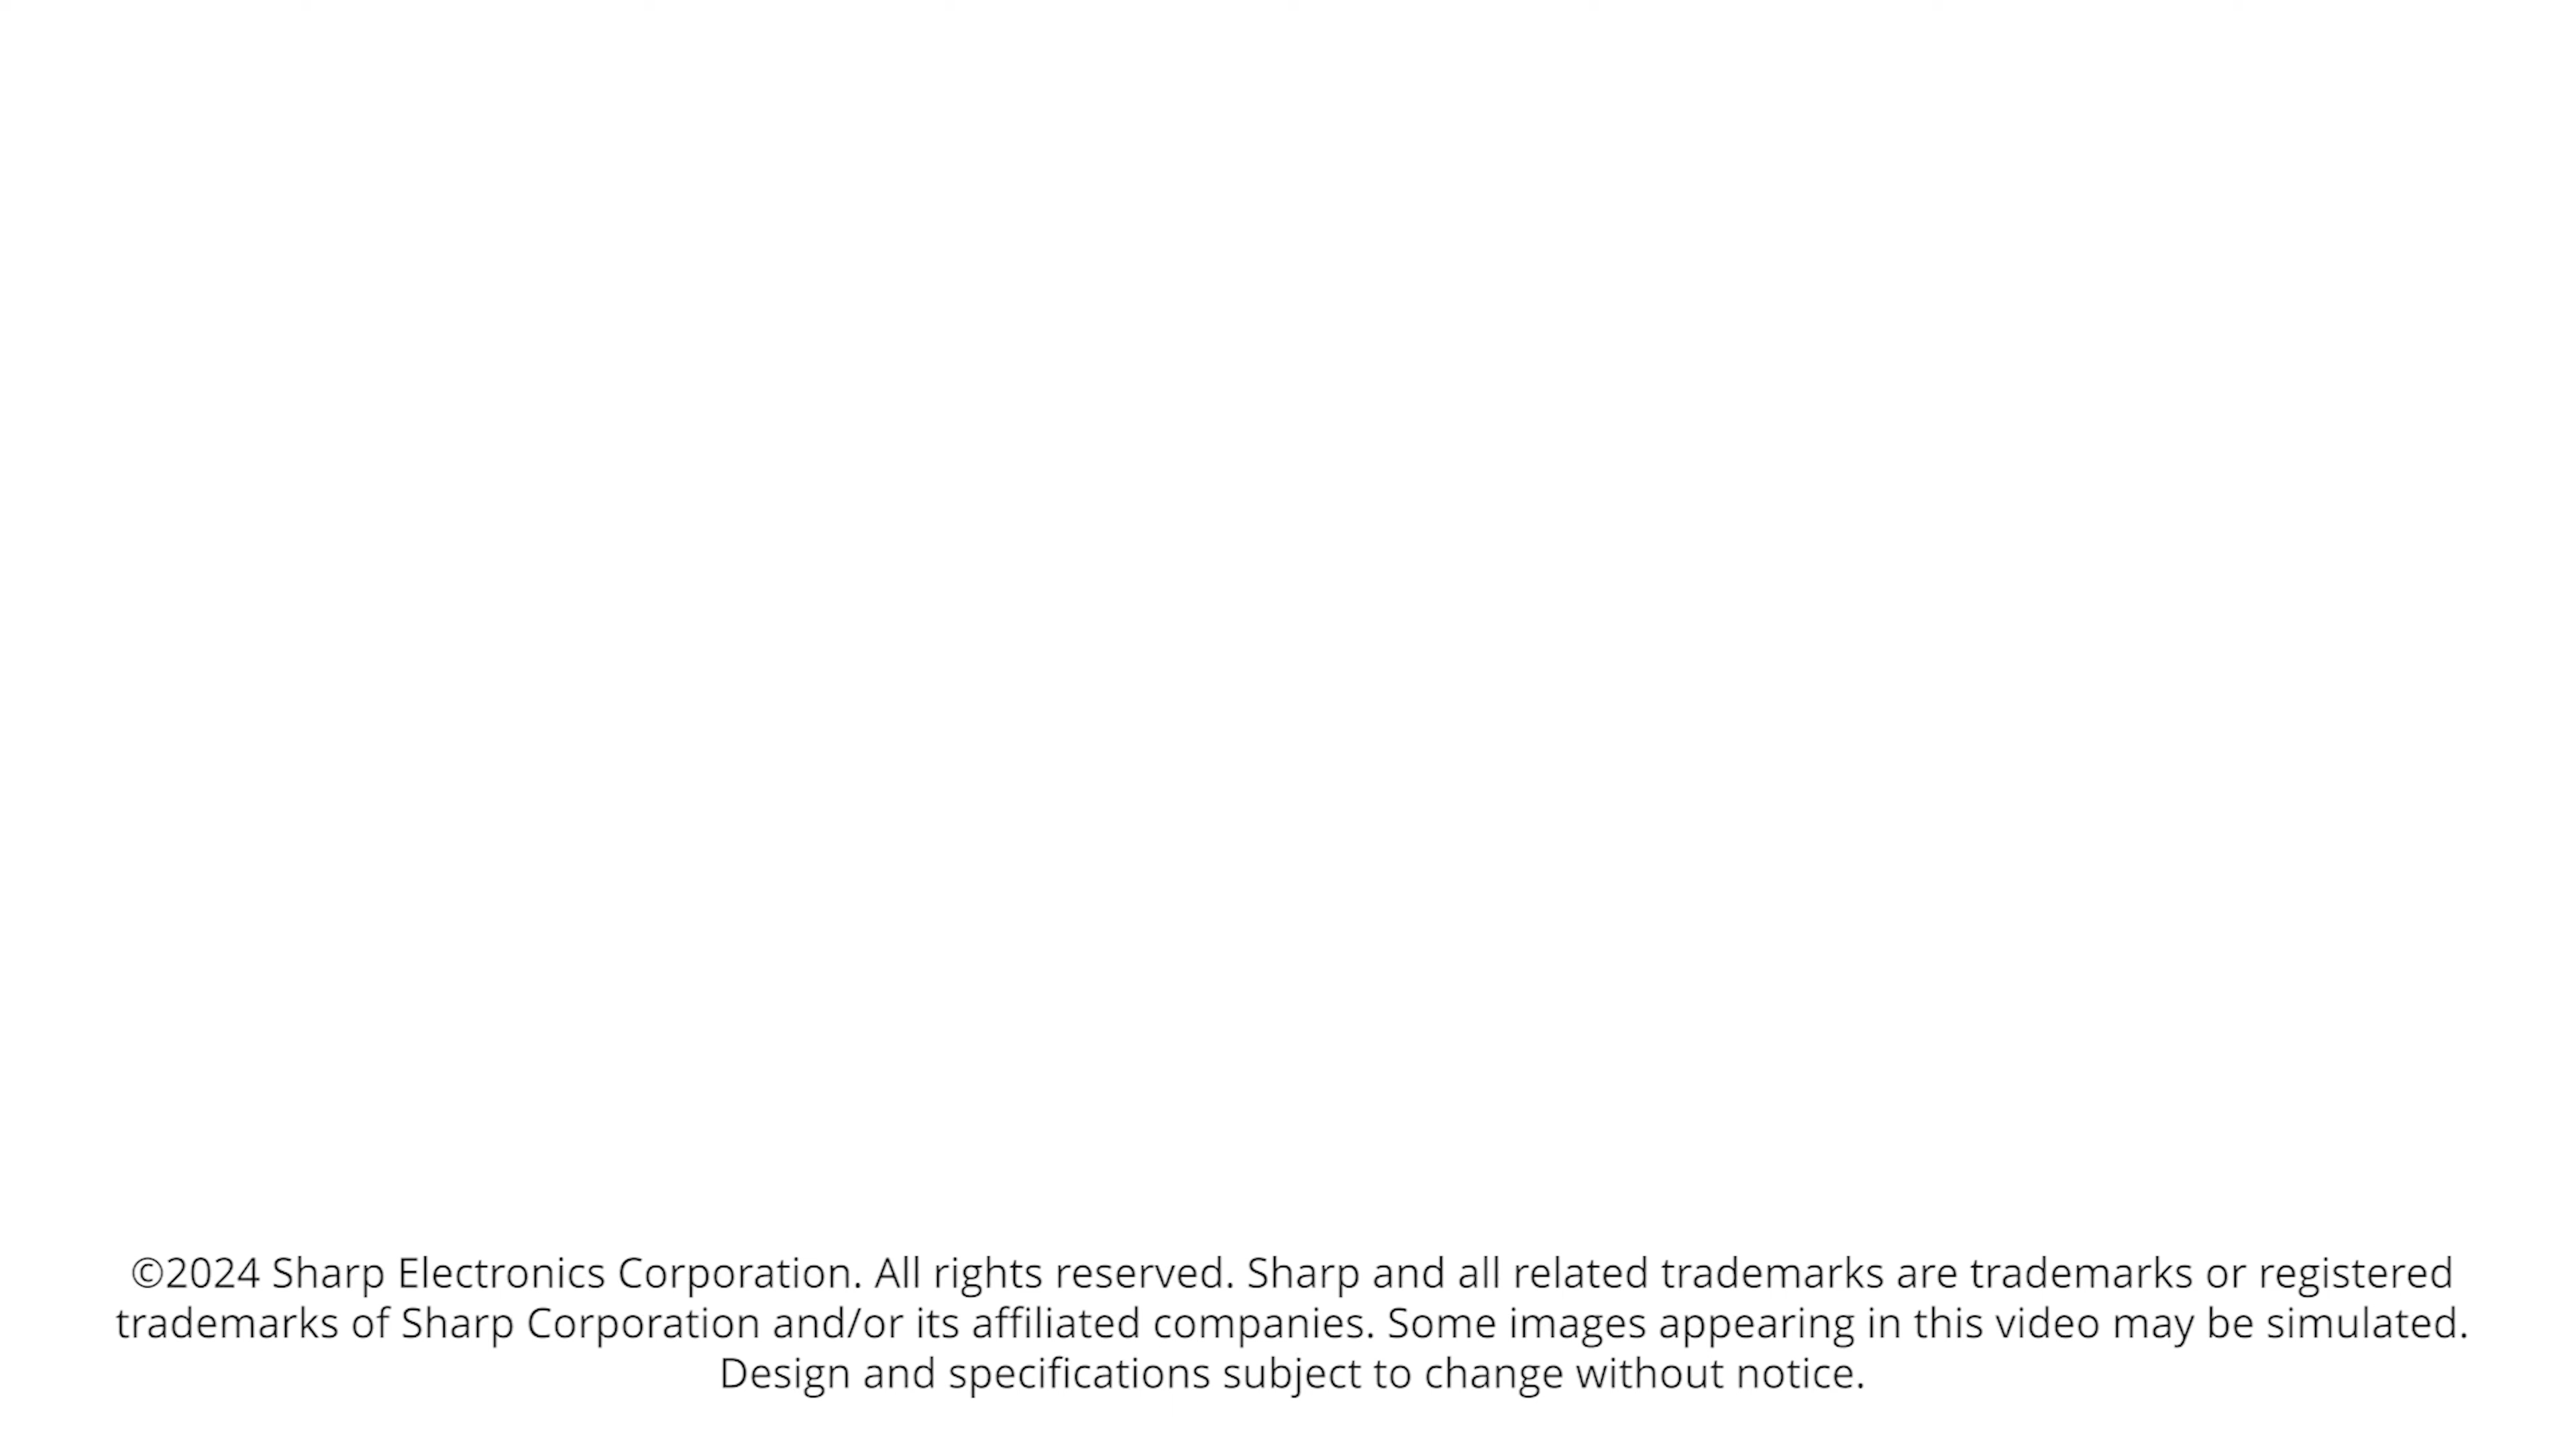 ©2024 Sharp Electronics Corporation. All rights reserved. Sharp and all related trademarks are trademarks or registered
trademarks of Sharp Corporation and/or its affiliated companies. Some images appearing in this video may be simulated.
Design and specifications subject to change without notice.